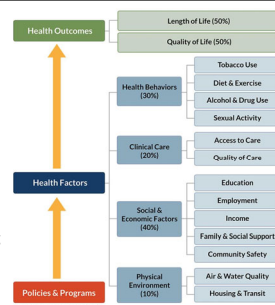 Health Outcomes
Length of Life (50%)
Quality of Life (50%)
Health Factors
Health Behaviors
(30%)
Tobacco Use
Diet & Exercise
Alcohol & Drug Use
Sexual Activity
Clinical Care
(20%)
Access to Care
Quality of Care
Social &
Economic Factors
(40%)
Education
Employment
Income
Family & Social Support
Community Safety
Physical
Environment
(10%)
Air & Water Quality
Housing & Transit
Policies & Programs